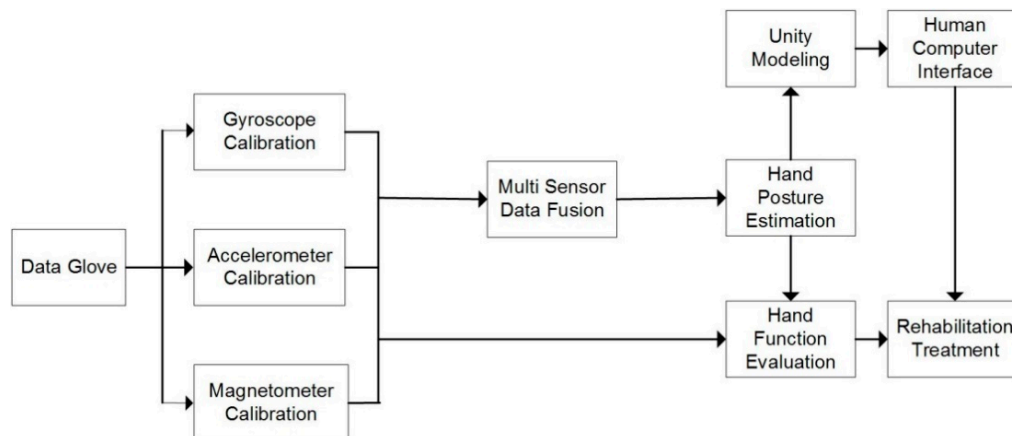 Unity
Modeling
Human
Computer
Interface
Gyroscope
Calibration
Multi Sensor
Data Fusion
Hand
Posture
Estimation
Data Glove
Accelerometer
Calibration
Hand
Function
Evaluation
Rehabilitation
Treatment
Magnetometer
Calibration